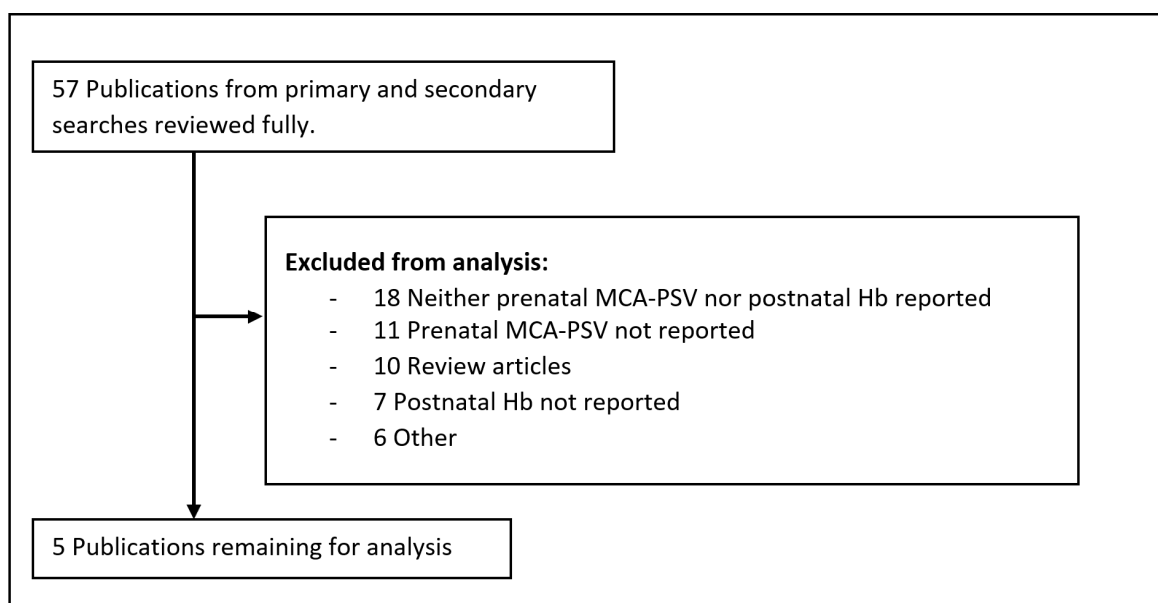 57 Publications from primary and secondary
searches reviewed fully.
Excluded from analysis:
- 18 Neither prenatal MCA-PSV nor postnatal Hb reported
- 11 Prenatal MCA-PSV not reported
- 10 Review articles
- 7 Postnatal Hb not reported
- 6 Other
5 Publications remaining for analysis